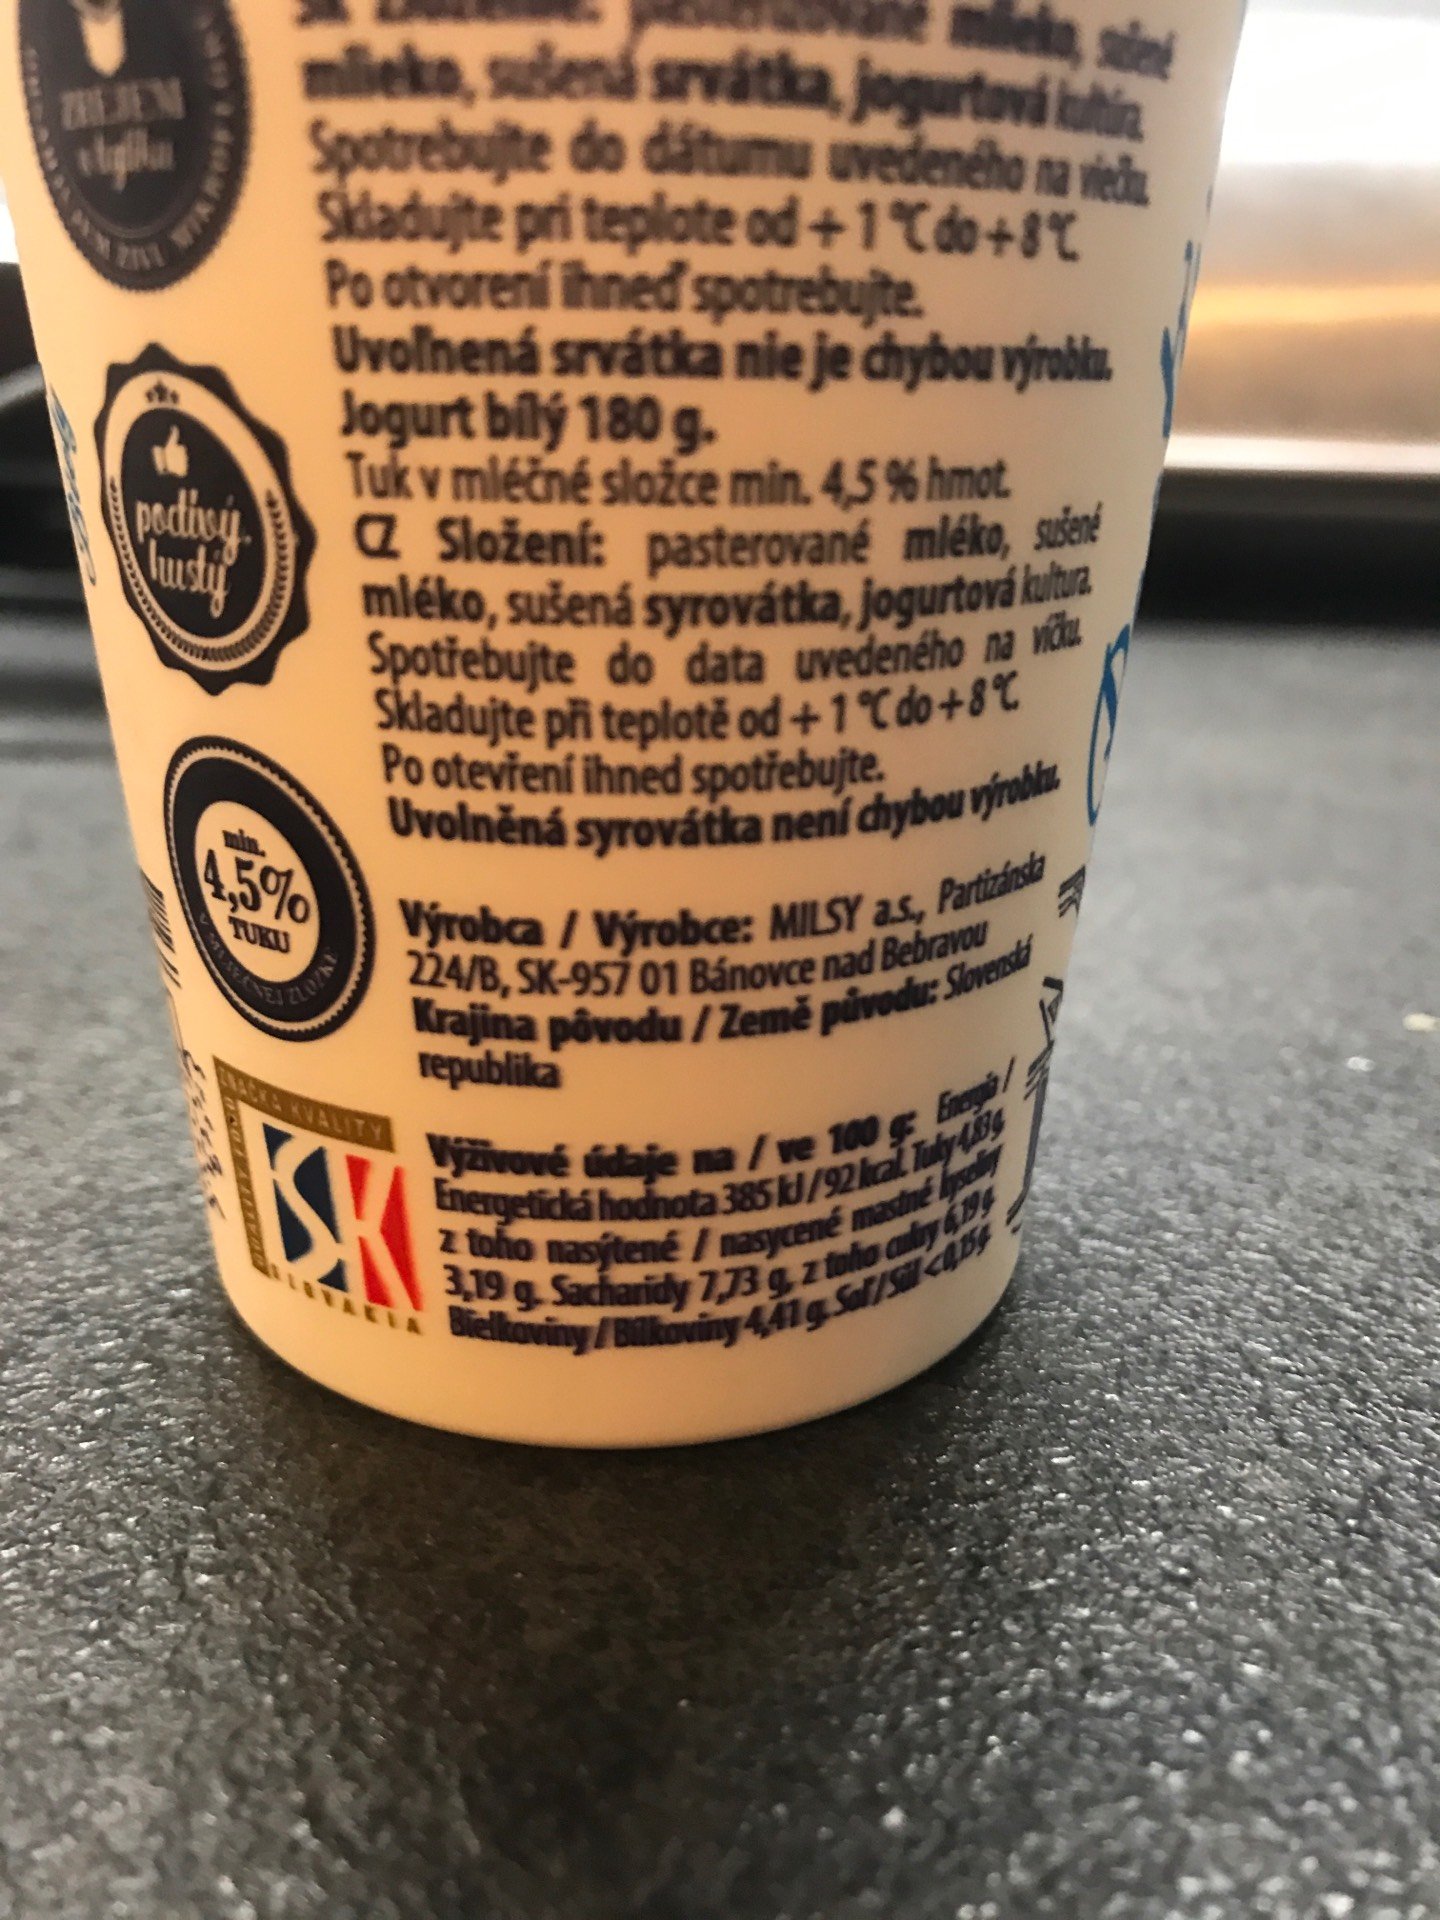 mlieko, sušené
mlieko, sušená srvátka, jogurtová kultúra.
Spotrebujte do dátumu uvedeného na viečku.
Skladujte pri teplote od + 1 °C do + 8 °C.
Po otvorení ihneď spotrebujte.
Uvoľnená srvátka nie je chybou výrobku.
Jogurt bílý 180 g.
Tuk v mléčné složce min. 4,5 % hmot.
CZ Složení: pasterované mléko, sušené
mléko, sušená syrovátka, jogurtová kultura.
Spotřebujte do data uvedeného na víčku.
Skladujte při teplotě od + 1 °C do + 8 °C.
Po otevření ihned spotřebujte.
Uvolněná syrovátka není chybou výrobku.
Výrobca / Výrobce: MILSY a.s., Partizánska
224/B, SK-957 01 Bánovce nad Bebravou
Krajina pôvodu / Země původu: Slovenská
republika
Výživové údaje na / ve 100 g: Energia /
Energetická hodnota 385 kJ / 92 kcal. Tuky 4,83 g,
z toho nasýtené / nasycené mastné kyseliny
3,19 g. Sacharidy 7,73 g, z toho cukry 6,19 g.
Bielkoviny / Bílkoviny 4,41 g. Soľ / Sůl < 0,15 g.
poctivý,
hustý
min.
4,5%
TUKU
V MLIEČNEJ ZLOŽKE
ZNAČKA KVALITY
SK
SLOVAKIA